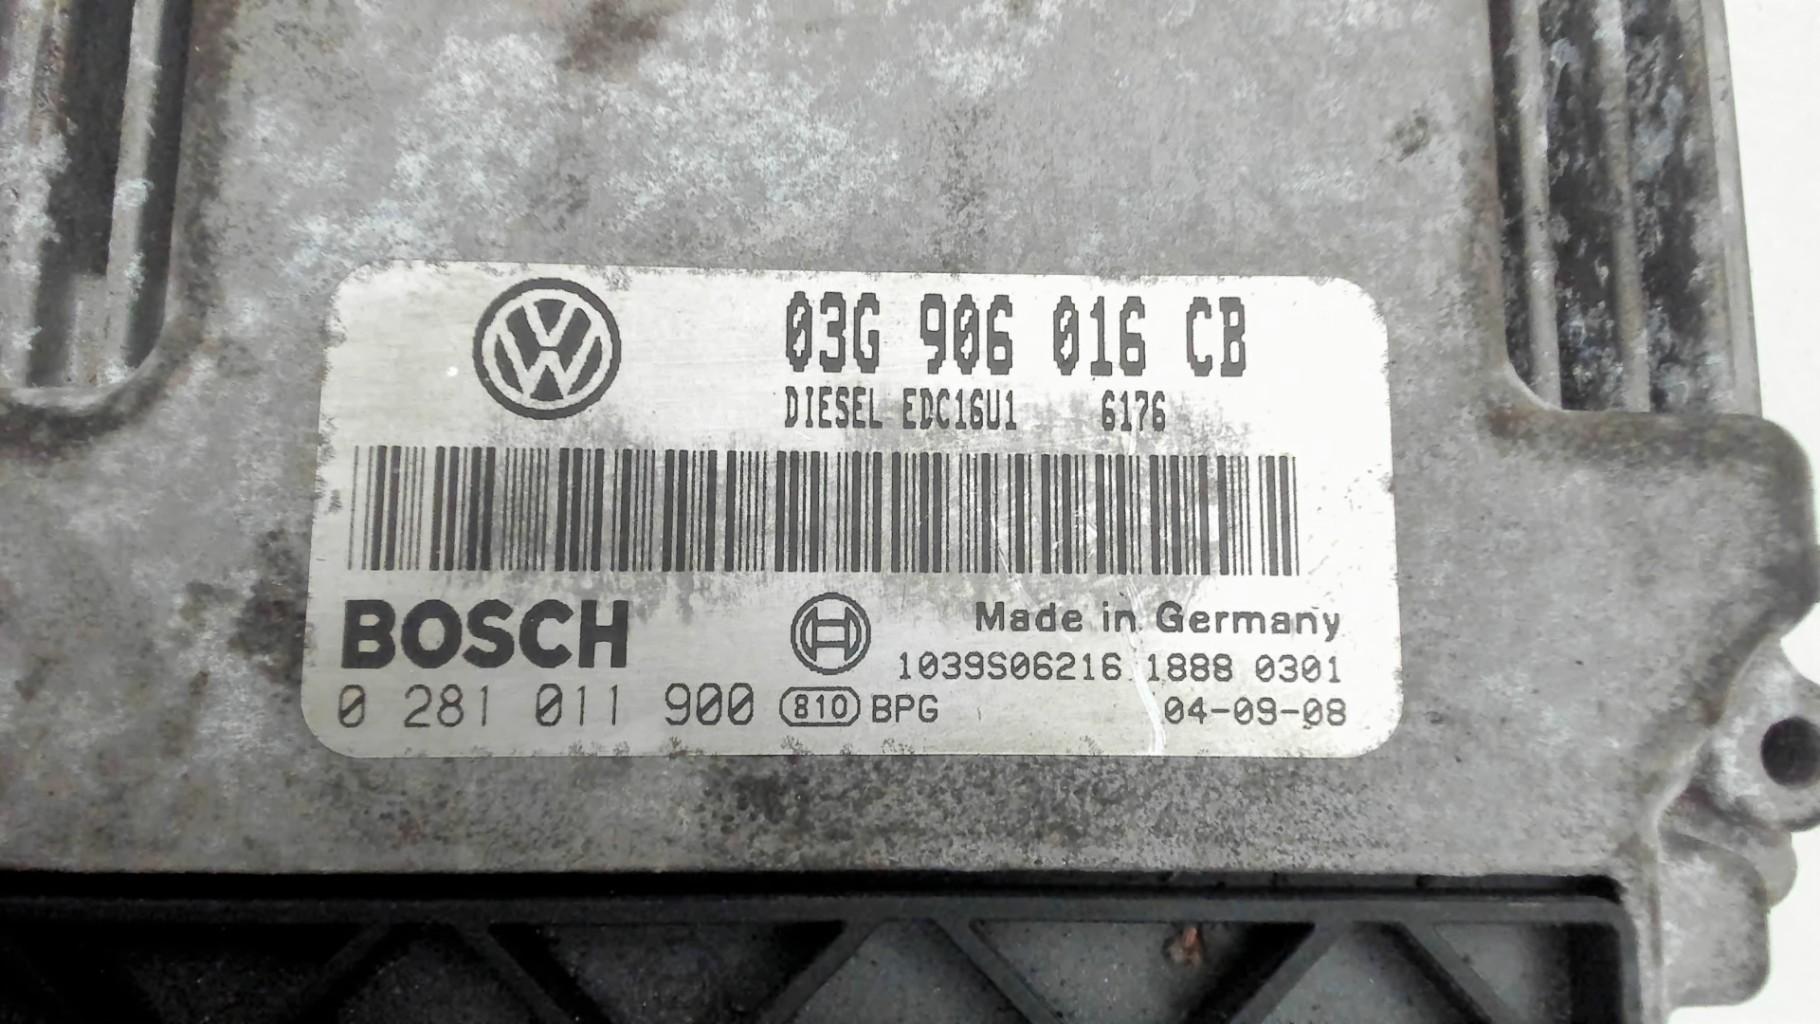 03G 906 016 CB
DIESEL EDC16U1 6176
BOSCH
Made in Germany
1039S06216 1888 0301
0 281 011 900 810 BPG 04-09-08